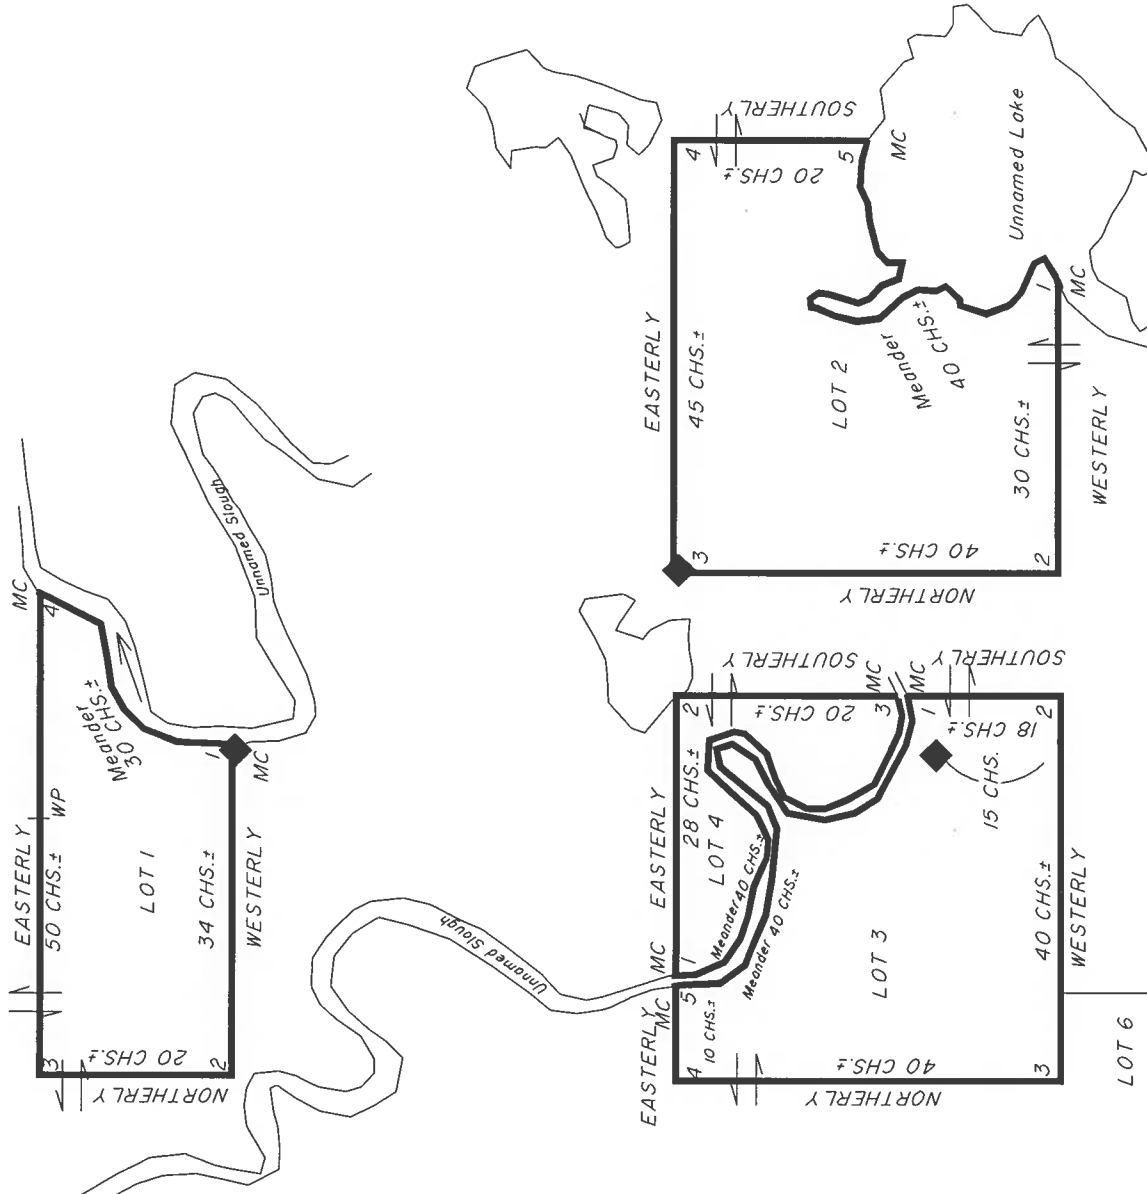 EASTERLY
50 CHS.±
WP
MC
4
3
LOT 1
Meander
30 CHS.±
20 CHS.±
NORTHERLY
2
34 CHS.±
WESTERLY
1
MC
Unnamed Slough
Unnamed Slough
EASTERLY
45 CHS.±
3
4
SOUTHERLY
20 CHS.±
5
MC
Unnamed Lake
LOT 2
Meander
40 CHS.±
40 CHS.±
NORTHERLY
2
30 CHS.±
WESTERLY
1
MC
EASTERLY
MC
EASTERLY
MC
4
10 CHS.±
5
1
28 CHS.±
2
LOT 4
SOUTHERLY
20 CHS.±
3
MC
Meander 40 CHS.±
Meander 40 CHS.±
MC
1
SOUTHERLY
18 CHS.±
2
15 CHS.
LOT 3
40 CHS.±
NORTHERLY
3
40 CHS.±
WESTERLY
LOT 6